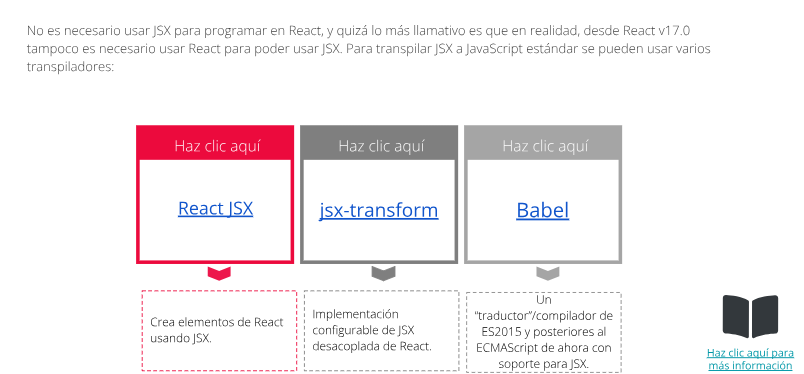 No es necesario usar JSX para programar en React, y quizá lo más llamativo es que en realidad, desde React v17.0
tampoco es necesario usar React para poder usar JSX. Para transpilar JSX a JavaScript estándar se pueden usar varios
transpiladores:
Haz clic aquí
React JSX
Crea elementos de React
usando JSX.
Haz clic aquí
jsx-transform
Implementación
configurable de JSX
desacoplada de React.
Haz clic aquí
Babel
Un
“traductor”/compilador de
ES2015 y posteriores al
ECMAScript de ahora con
soporte para JSX.
Haz clic aquí para
más información